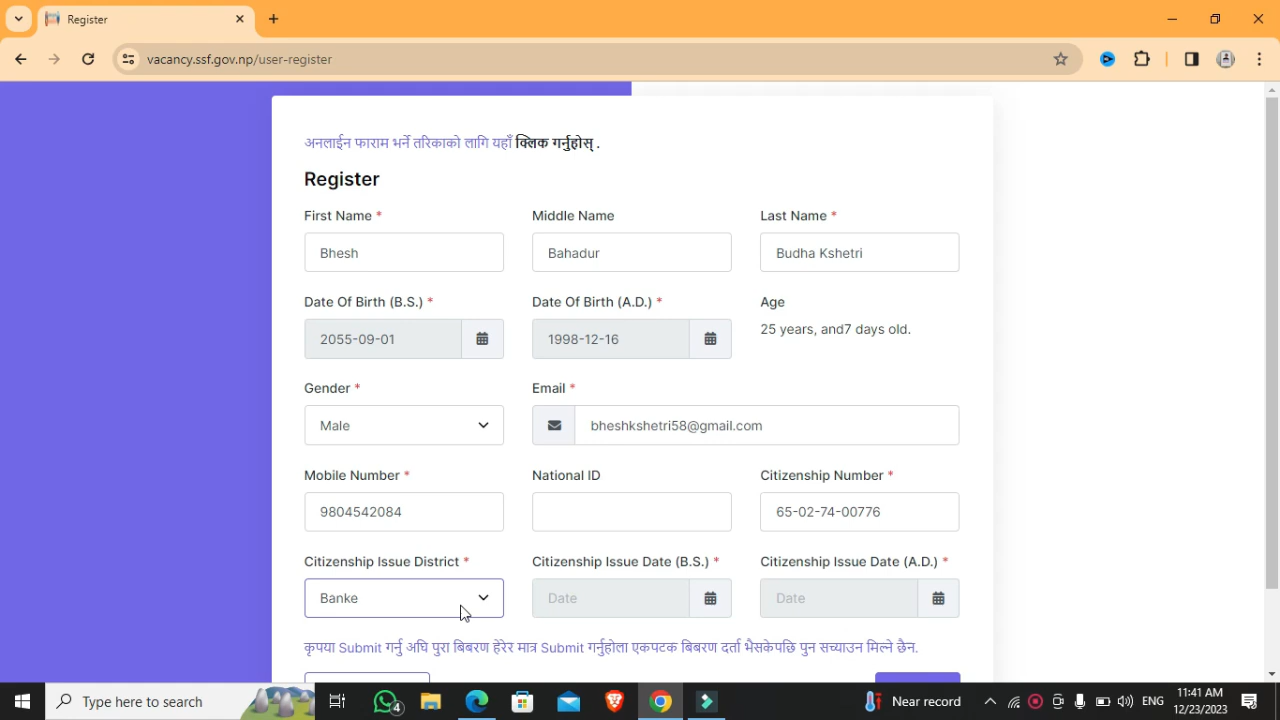 Register
vacancy.ssf.gov.np/user-register
अनलाईन फाराम भर्ने तरिकाको लागि यहाँ क्लिक गर्नुहोस् .
Register
First Name * Middle Name Last Name *
Bhesh Bahadur Budha Kshetri
Date Of Birth (B.S.) * Date Of Birth (A.D.) * Age
2055-09-01 1998-12-16 25 years, and7 days old.
Gender * Email *
Male bheshkshetri58@gmail.com
Mobile Number * National ID Citizenship Number *
9804542084 65-02-74-00776
Citizenship Issue District * Citizenship Issue Date (B.S.) * Citizenship Issue Date (A.D.) *
Banke Date Date
कृपया Submit गर्नु अघि पुरा बिबरण हेरेर मात्र Submit गर्नुहोला एकपटक बिबरण दर्ता भैसकेपछि पुन सच्याउन मिल्ने छैन.
Type here to search 4 Near record ENG 11:41 AM
12/23/2023